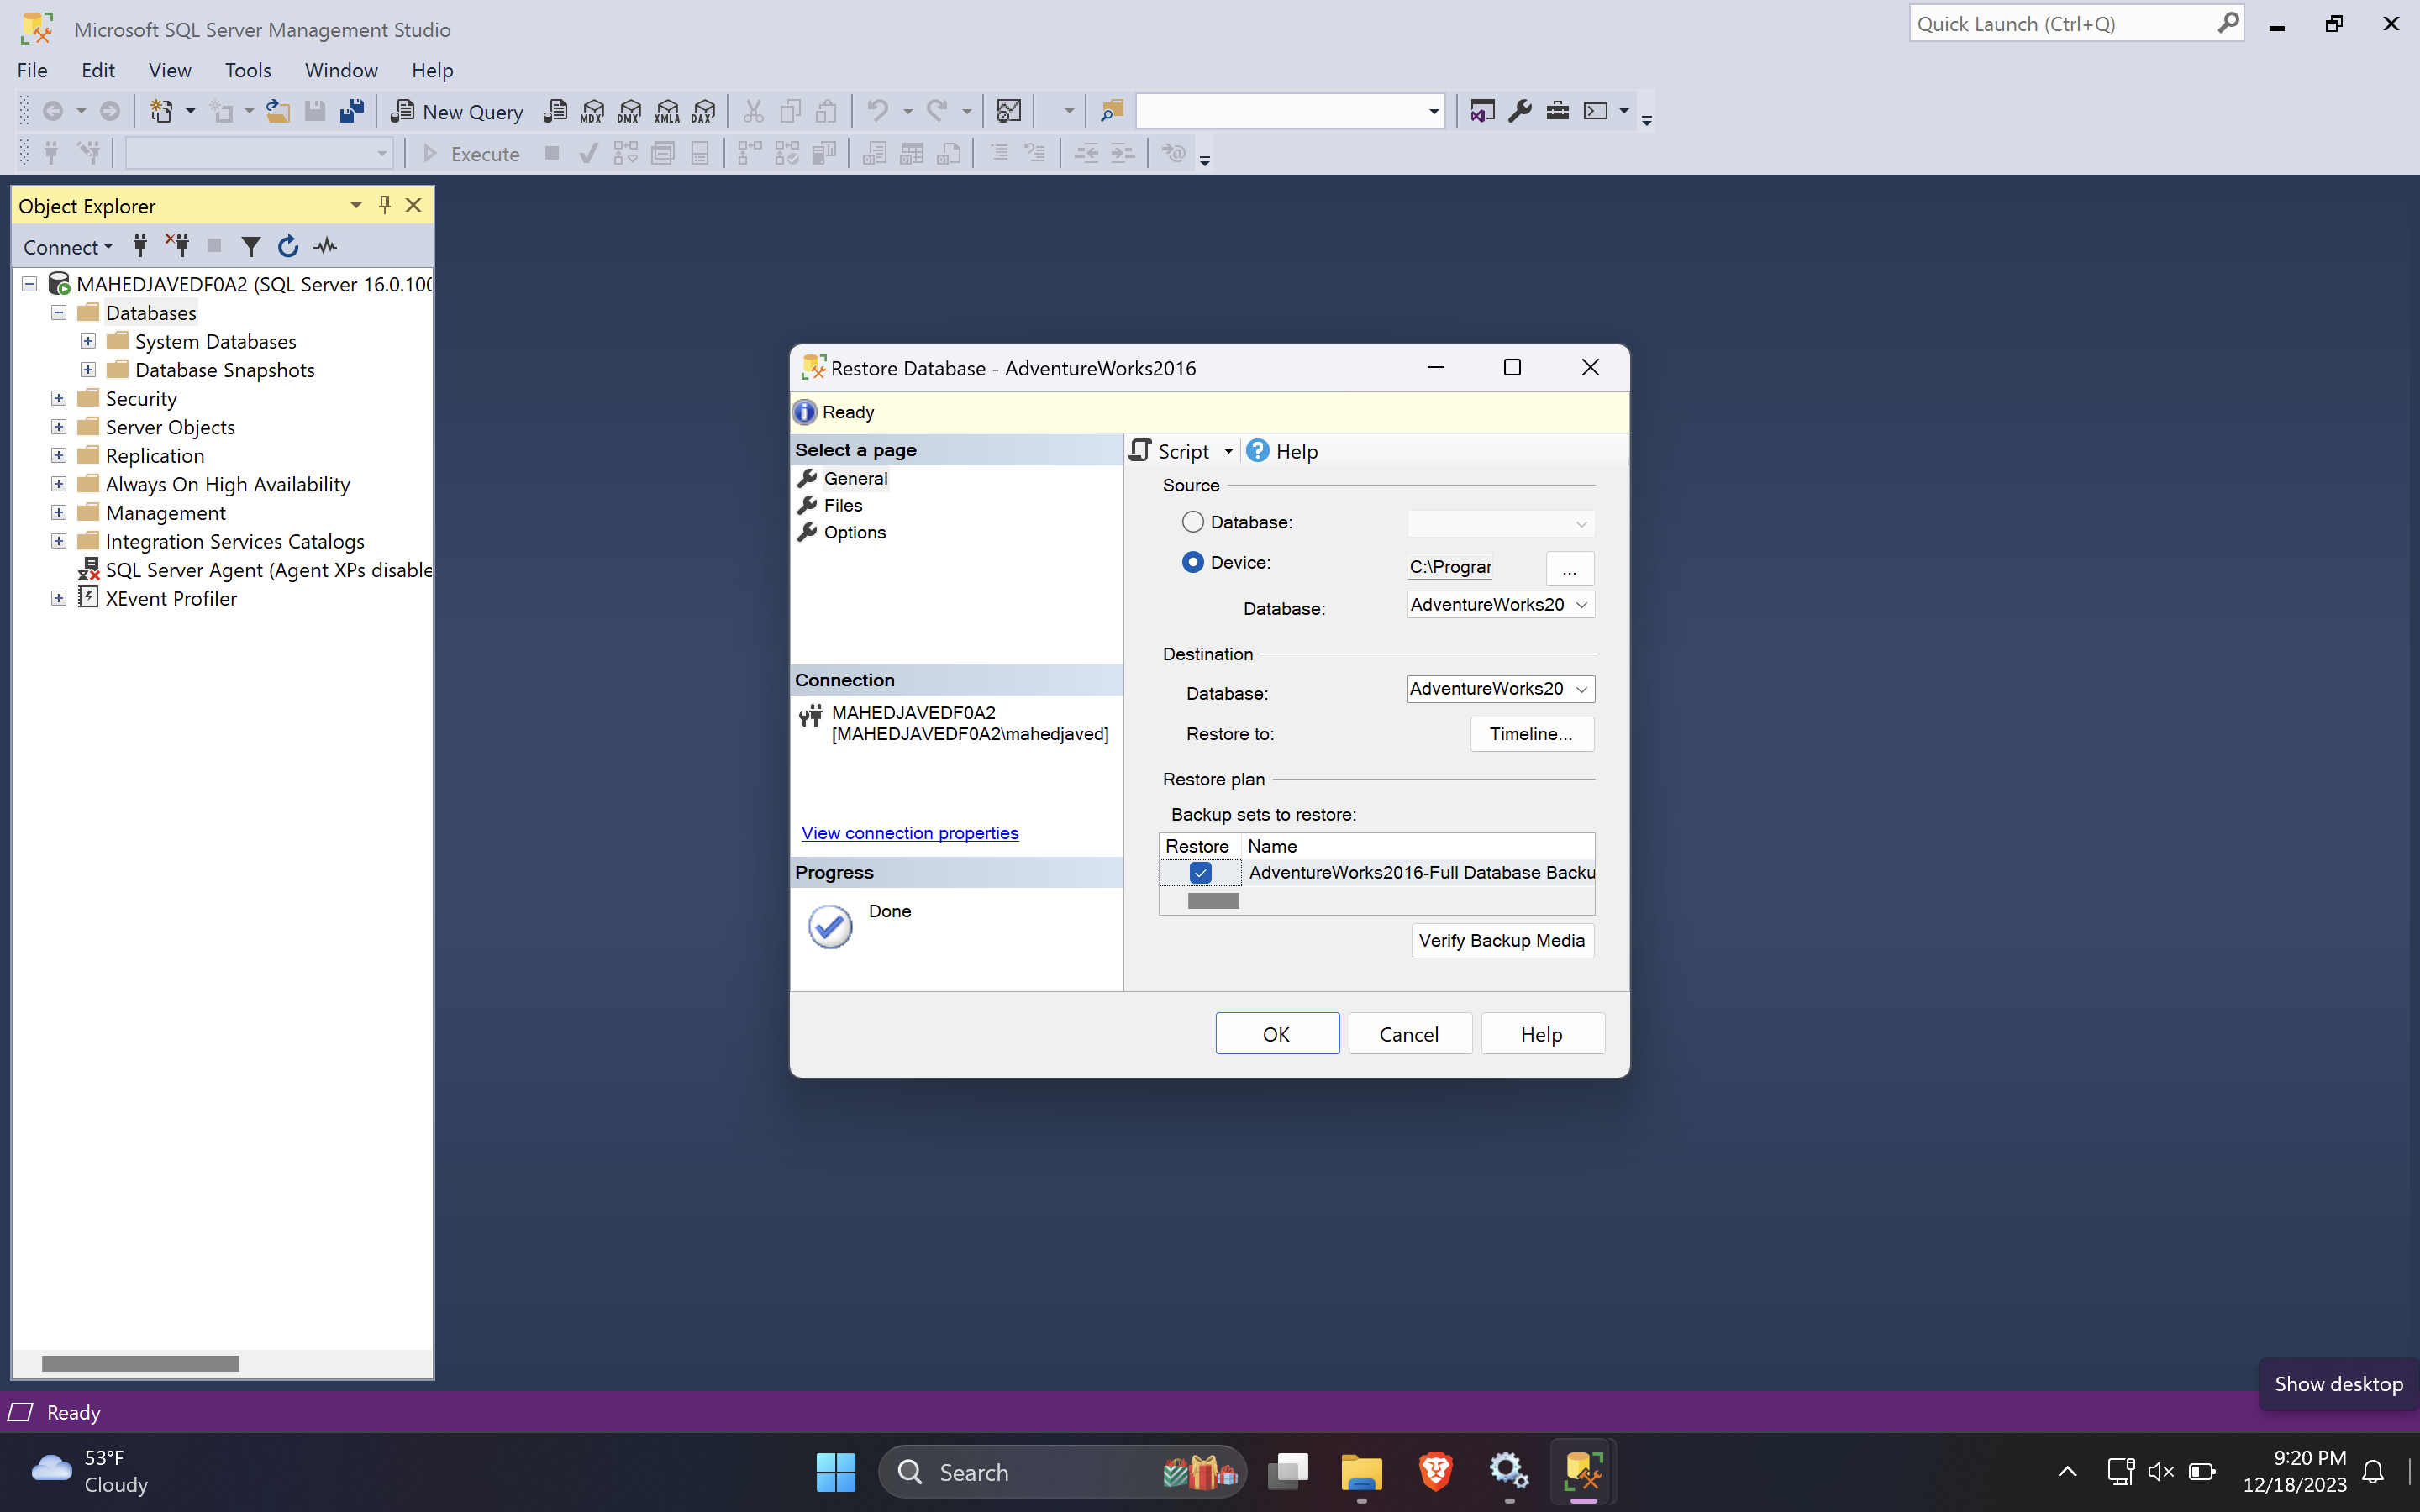 Microsoft SQL Server Management Studio
Quick Launch (Ctrl+Q)
File Edit View Tools Window Help
New Query MDX DMX XMLA DAX
Execute
Object Explorer
Connect
MAHEDJAVEDF0A2 (SQL Server 16.0.100
Databases
System Databases
Database Snapshots
Security
Server Objects
Replication
Always On High Availability
Management
Integration Services Catalogs
SQL Server Agent (Agent XPs disable
XEvent Profiler
Restore Database - AdventureWorks2016
Ready
Select a page
General
Files
Options
Connection
MAHEDJAVEDF0A2
[MAHEDJAVEDF0A2\mahedjaved]
View connection properties
Progress
Done
Script Help
Source
Database:
Device: C:\Progran ...
Database: AdventureWorks20
Destination
Database: AdventureWorks20
Restore to: Timeline...
Restore plan
Backup sets to restore:
Restore Name
AdventureWorks2016-Full Database Backu
Verify Backup Media
OK Cancel Help
Show desktop
Ready
53°F
Cloudy
Search
9:20 PM
12/18/2023